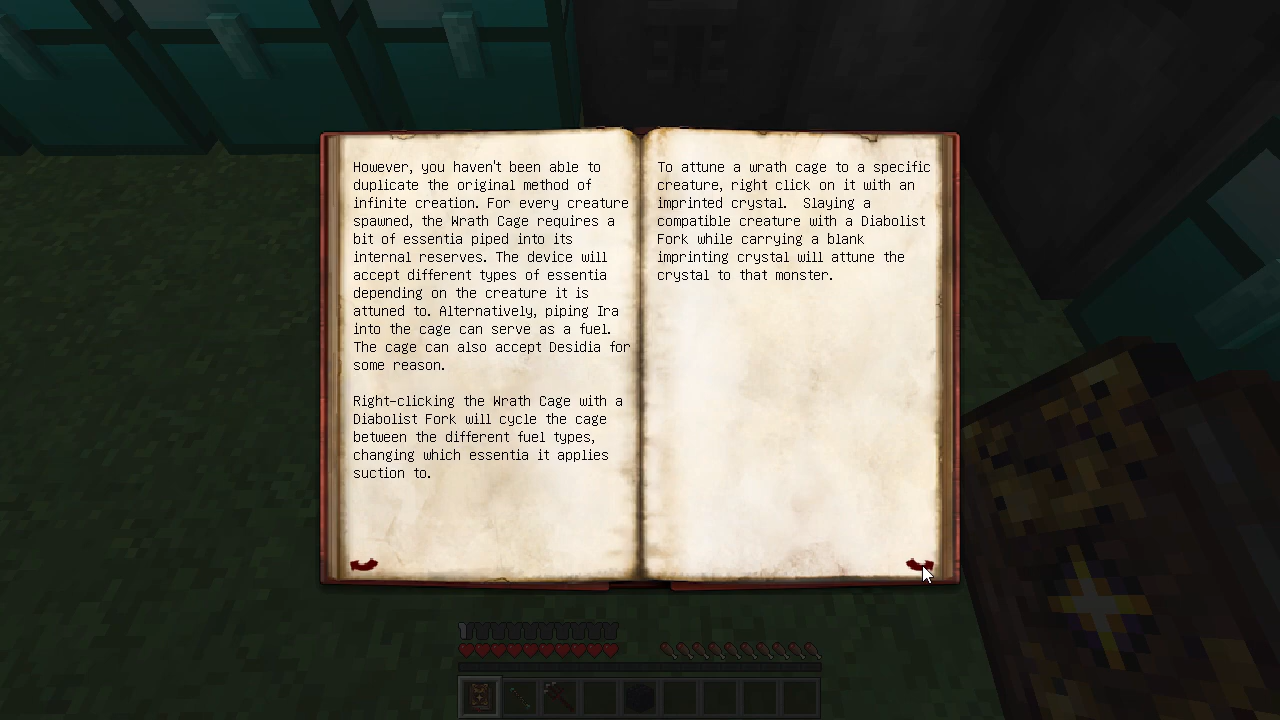 However, you haven't been able to
duplicate the original method of
infinite creation. For every creature
spawned, the Wrath Cage requires a
bit of essentia piped into its
internal reserves. The device will
accept different types of essentia
depending on the creature it is
attuned to. Alternatively, piping Ira
into the cage can serve as a fuel.
The cage can also accept Desidia for
some reason.
Right-clicking the Wrath Cage with a
Diabolist Fork will cycle the cage
between the different fuel types,
changing which essentia it applies
suction to.
To attune a wrath cage to a specific
creature, right click on it with an
imprinted crystal.  Slaying a
compatible creature with a Diabolist
Fork while carrying a blank
imprinting crystal will attune the
crystal to that monster.